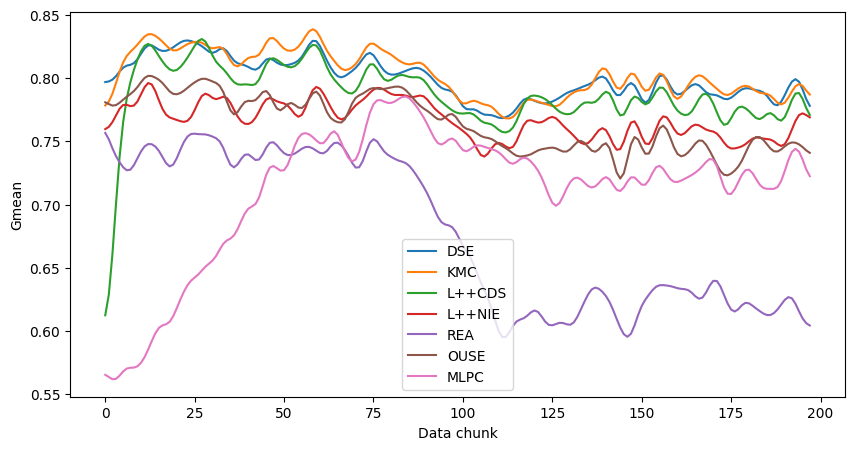 0.85
0.80
0.75
0.70
0.65
0.60
0.55
Gmean
DSE
KMC
L++CDS
L++NIE
REA
OUSE
MLPC
0 25 50 75 100 125 150 175 200
Data chunk